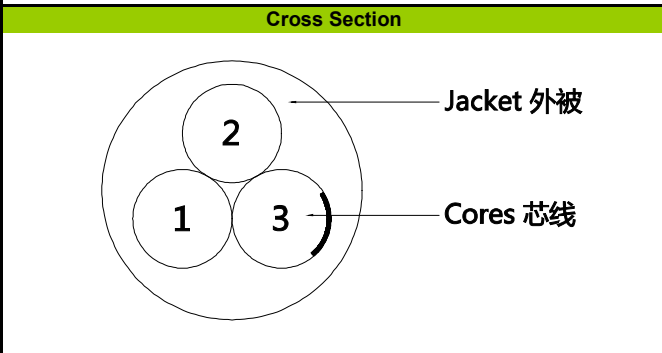 Cross Section
Jacket 外被
2
1
3
Cores 芯线